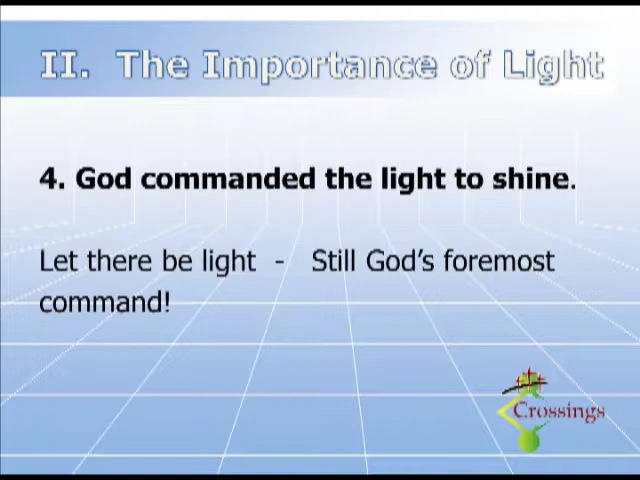 II. The Importance of Light
4. God commanded the light to shine.
Let there be light - Still God's foremost
command!
Crossings